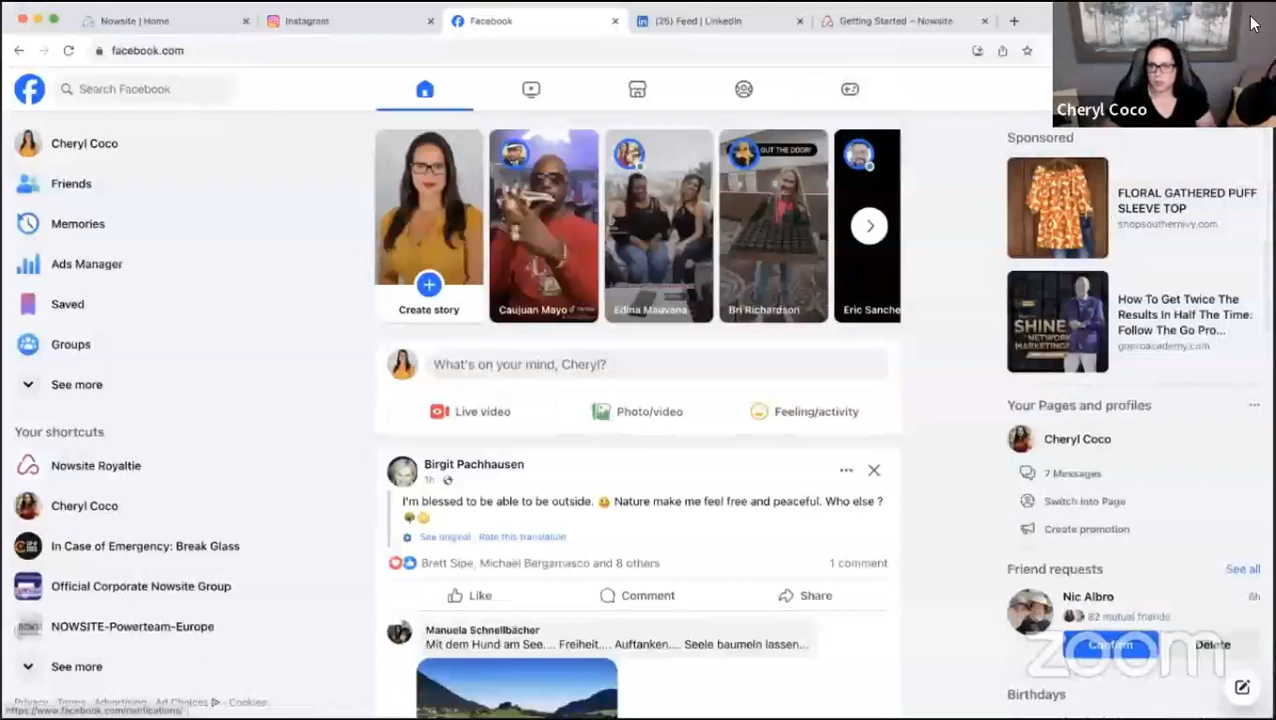 Nowsite | Home
Instagram
Facebook
(25) Feed | LinkedIn
Getting Started – Nowsite
facebook.com
Cheryl Coco
Search Facebook
Cheryl Coco
Friends
Memories
Ads Manager
Saved
Groups
See more
Your shortcuts
Nowsite Royaltie
Cheryl Coco
In Case of Emergency: Break Glass
Official Corporate Nowsite Group
NOWSITE-Powerteam-Europe
See more
Privacy · Terms · Advertising · Ad Choices · Cookies
https://www.facebook.com/notifications/
OUT THE DOOR!
Create story
Caujuan Mayo
Edina Mauvana
Bri Richardson
Eric Sanche
What's on your mind, Cheryl?
Live video
Photo/video
Feeling/activity
Birgit Pachhausen
1h
I'm blessed to be able to be outside. 😀 Nature make me feel free and peaceful. Who else ?
See original · Rate this translation
Brett Sipe, Michael Bergamasco and 8 others
1 comment
Like
Comment
Share
Manuela Schnellbächer
Mit dem Hund am See.... Freiheit.... Auftanken.... Seele baumeln lassen...
Sponsored
FLORAL GATHERED PUFF
SLEEVE TOP
shopsouthernivy.com
SHINE
NETWORK
MARKETING
How To Get Twice The
Results In Half The Time:
Follow The Go Pro...
goproacademy.com
Your Pages and profiles
Cheryl Coco
7 Messages
Switch into Page
Create promotion
Friend requests
See all
Nic Albro
6h
82 mutual friends
Confirm
Delete
zoom
Birthdays